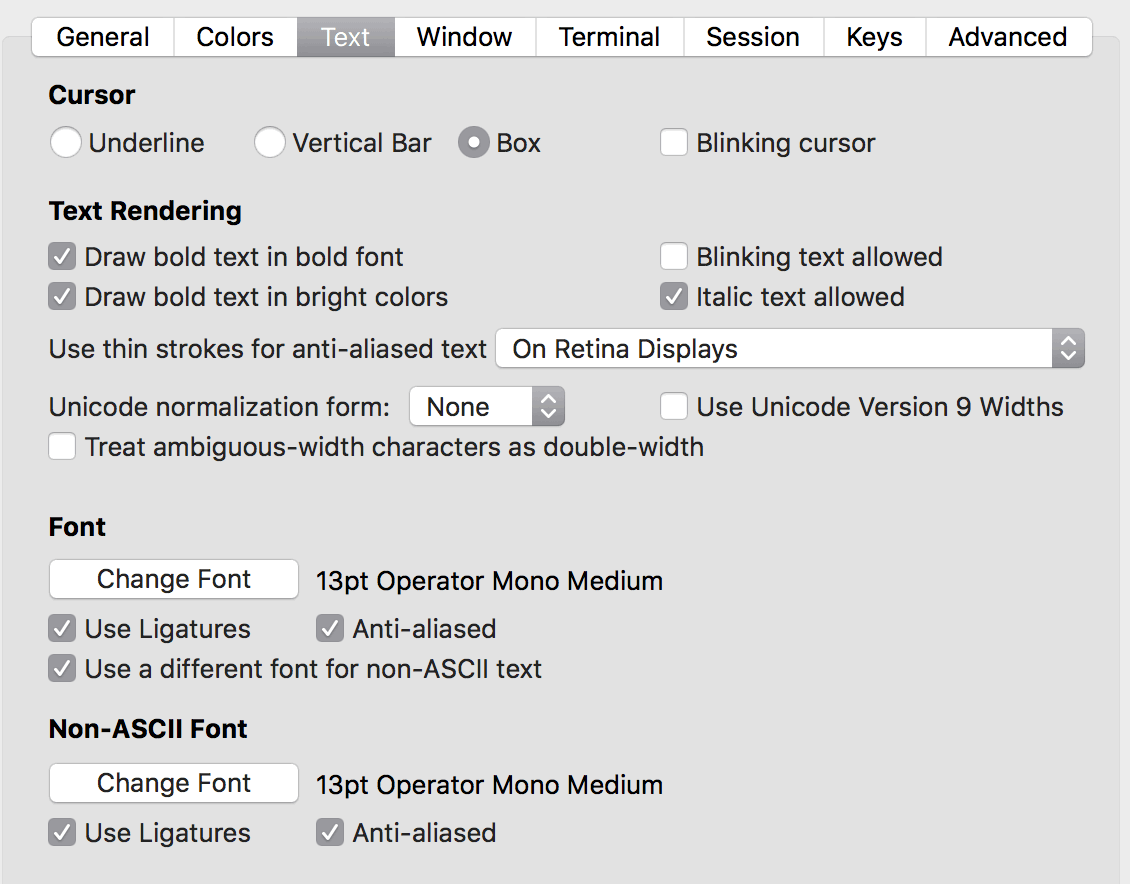 General Colors Text Window Terminal Session Keys Advanced
Cursor
Underline Vertical Bar Box Blinking cursor
Text Rendering
Draw bold text in bold font Blinking text allowed
Draw bold text in bright colors Italic text allowed
Use thin strokes for anti-aliased text On Retina Displays
Unicode normalization form: None Use Unicode Version 9 Widths
Treat ambiguous-width characters as double-width
Font
Change Font 13pt Operator Mono Medium
Use Ligatures Anti-aliased
Use a different font for non-ASCII text
Non-ASCII Font
Change Font 13pt Operator Mono Medium
Use Ligatures Anti-aliased